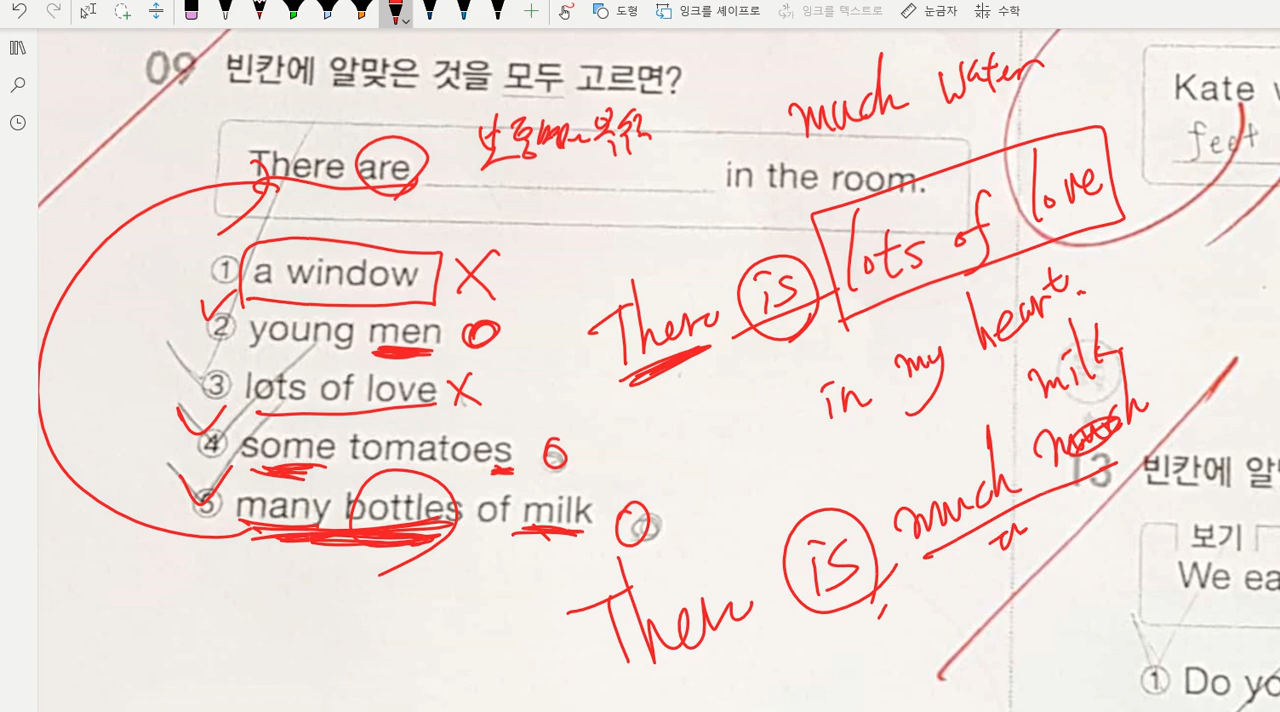 도형
잉크를 셰이프로
잉크를 텍스트로
눈금자
수학
09 빈칸에 알맞은 것을 모두 고르면?
much water
There are in the room.
① a window X
② young men O
③ lots of love X
④ some tomatoes O
⑤ many bottles of milk O
There is lots of love
in my heart.
milk
There is much
a
Kate
feet
13 빈칸에 알
보기
We ea
① Do yo